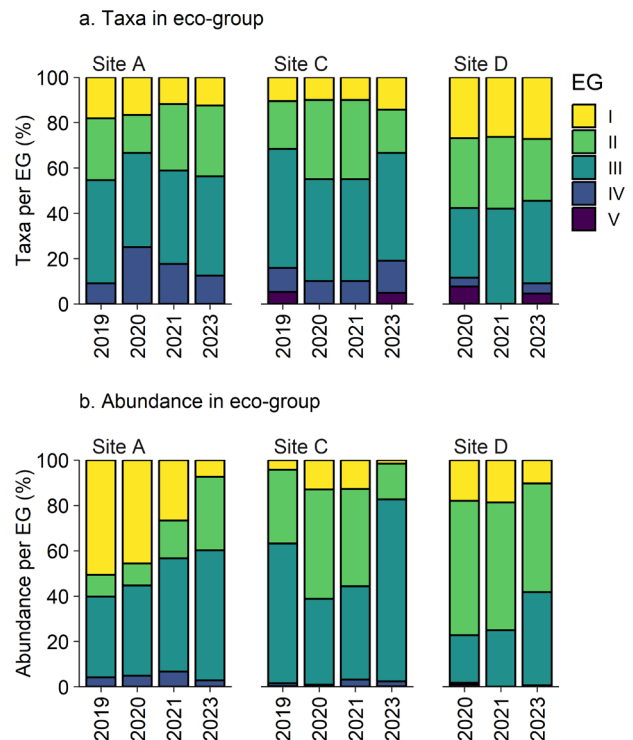 a. Taxa in eco-group
Site A Site C Site D
EG
I
II
III
IV
V
Taxa per EG (%)
100
80
60
40
20
0
2019 2020 2021 2023 2019 2020 2021 2023 2020 2021 2023
b. Abundance in eco-group
Site A Site C Site D
Abundance per EG (%)
100
80
60
40
20
0
2019 2020 2021 2023 2019 2020 2021 2023 2020 2021 2023